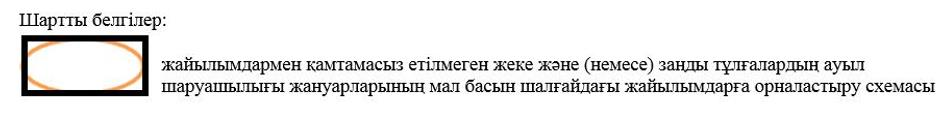 Шартты белгілер:
жайылымдармен қамтамасыз етілмеген жеке және (немесе) заңды тұлғалардың ауыл
шаруашылығы жануарларының мал басын шалғайдағы жайылымдарға орналастыру схемасы